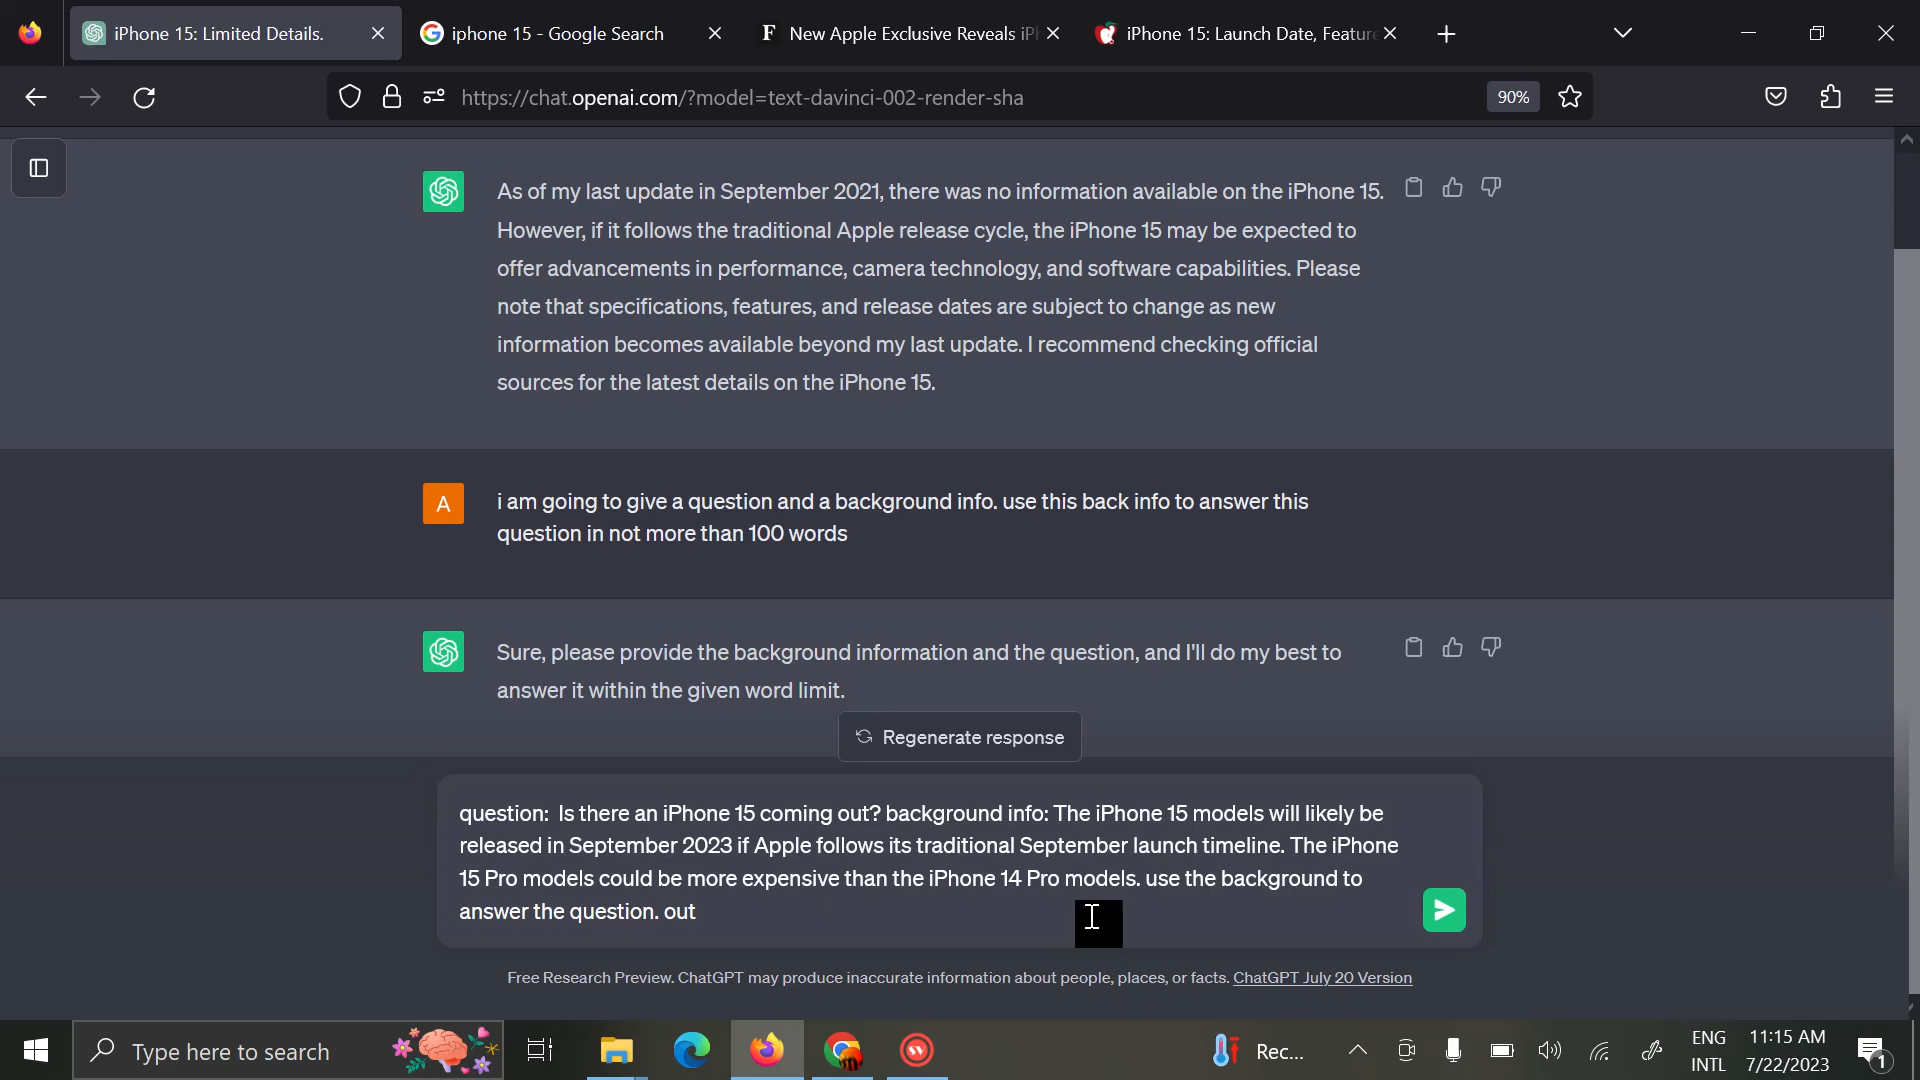 iPhone 15: Limited Details.
iphone 15 - Google Search
New Apple Exclusive Reveals iPh
iPhone 15: Launch Date, Feature
https://chat.openai.com/?model=text-davinci-002-render-sha
90%
As of my last update in September 2021, there was no information available on the iPhone 15.
However, if it follows the traditional Apple release cycle, the iPhone 15 may be expected to
offer advancements in performance, camera technology, and software capabilities. Please
note that specifications, features, and release dates are subject to change as new
information becomes available beyond my last update. I recommend checking official
sources for the latest details on the iPhone 15.
A
i am going to give a question and a background info. use this back info to answer this
question in not more than 100 words
Sure, please provide the background information and the question, and I'll do my best to
answer it within the given word limit.
Regenerate response
question:  Is there an iPhone 15 coming out? background info: The iPhone 15 models will likely be
released in September 2023 if Apple follows its traditional September launch timeline. The iPhone
15 Pro models could be more expensive than the iPhone 14 Pro models. use the background to
answer the question. out
Free Research Preview. ChatGPT may produce inaccurate information about people, places, or facts. ChatGPT July 20 Version
Type here to search
Rec...
ENG
INTL
11:15 AM
7/22/2023
1